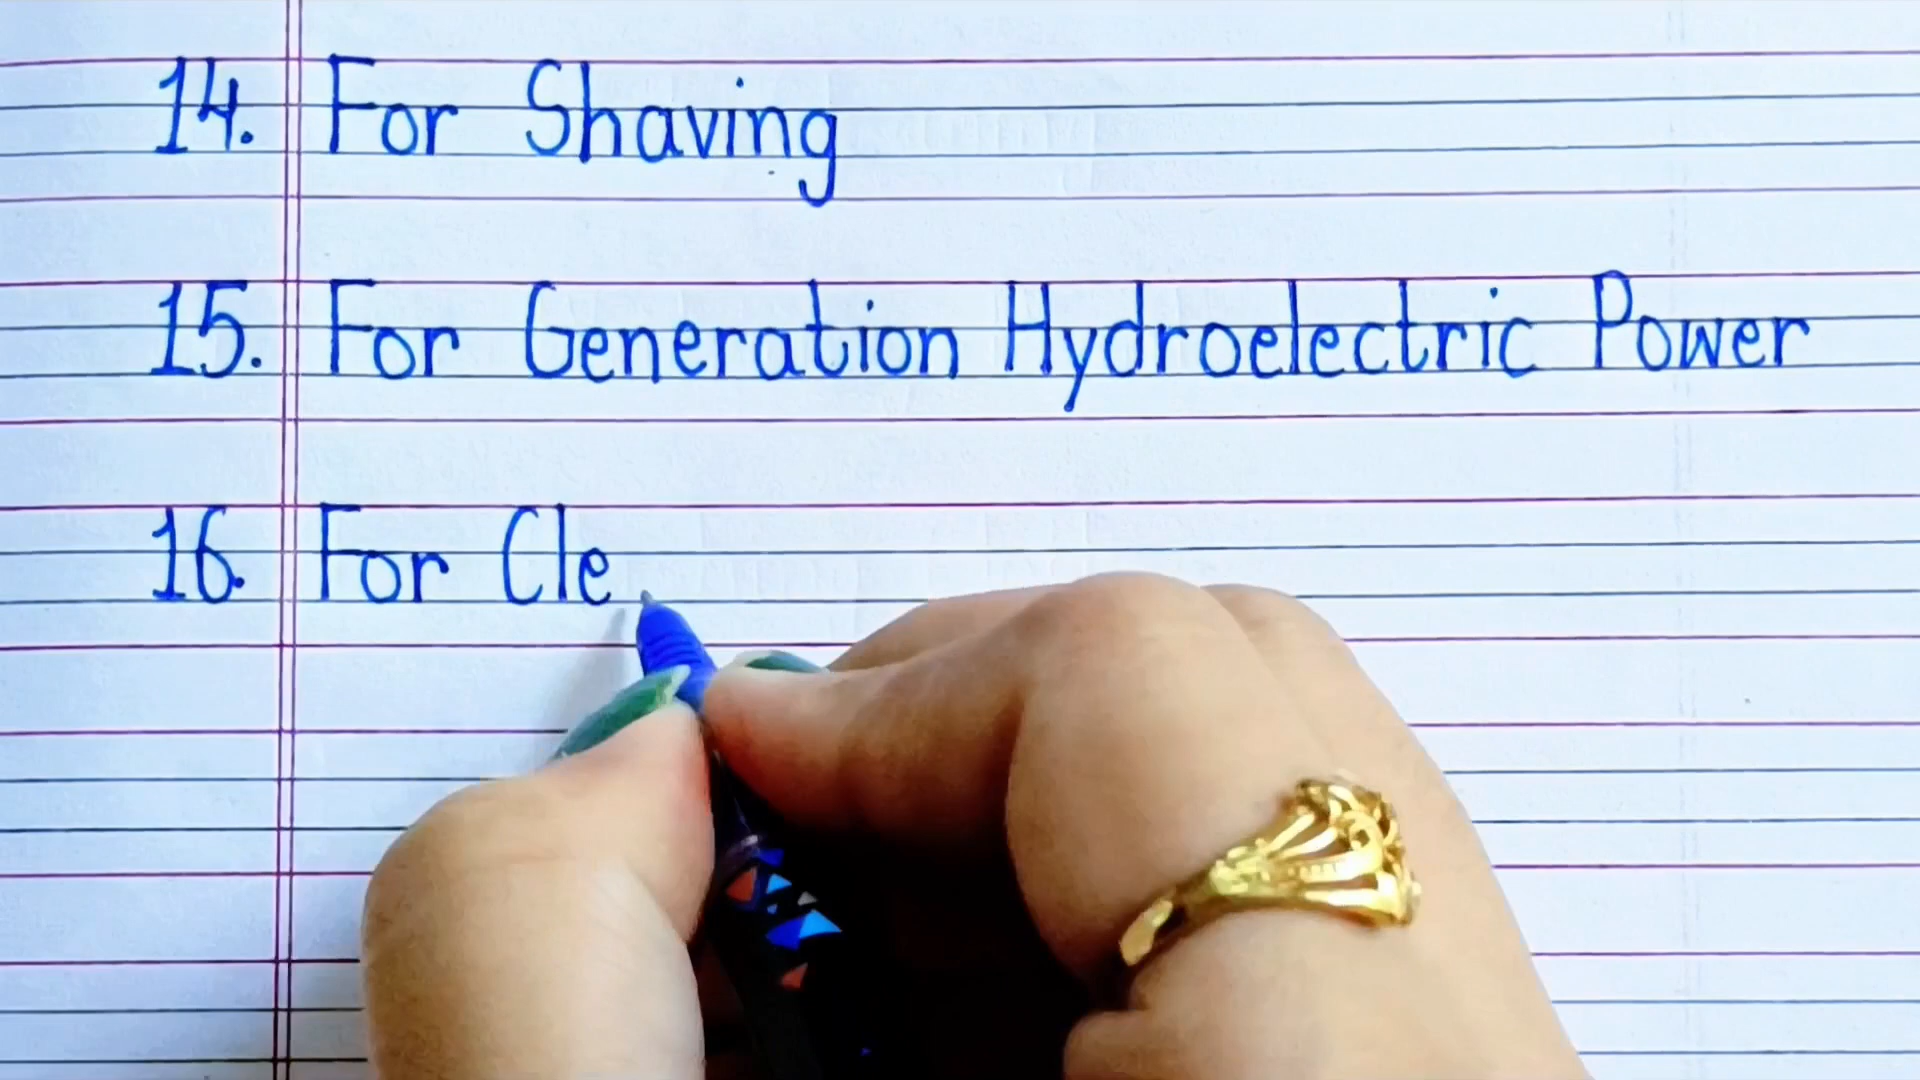 14. For Shaving
15. For Generation Hydroelectric Power
16. For Cle